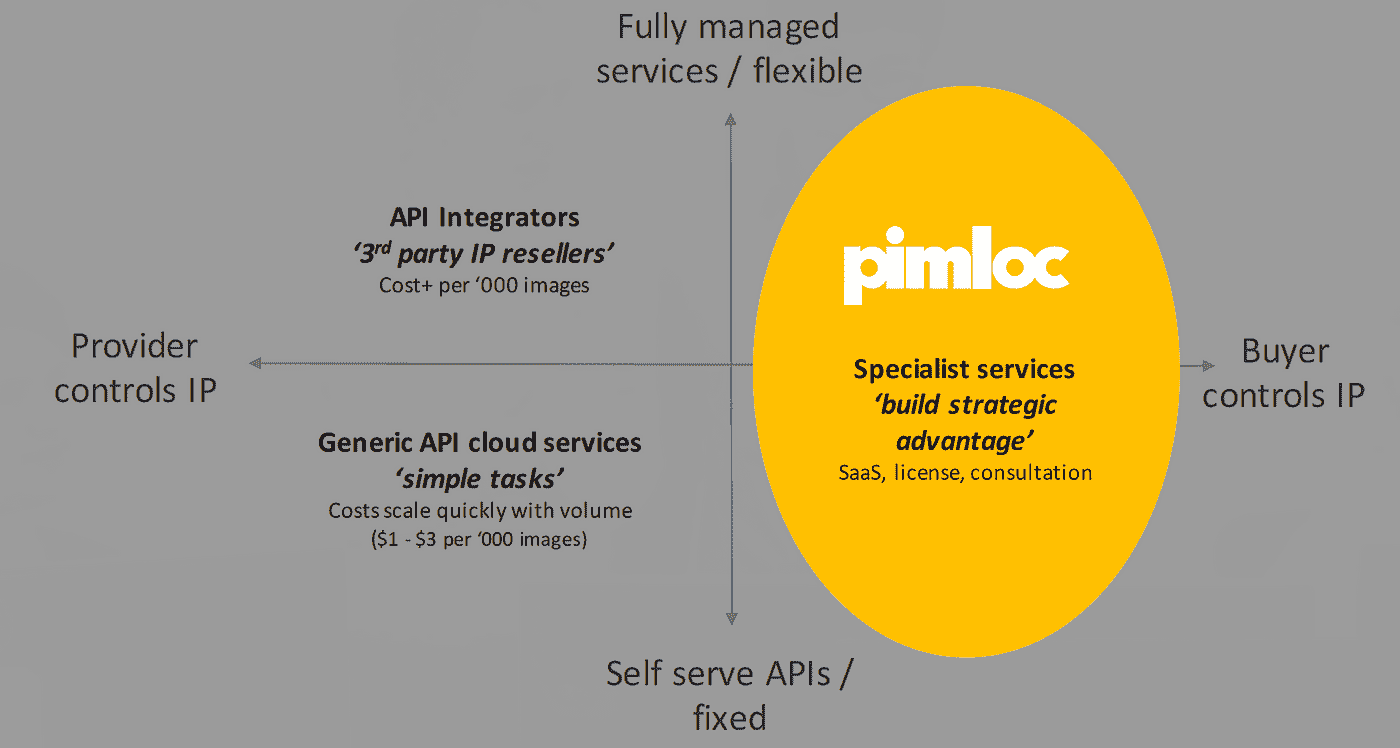 Fully managed
services / flexible
API Integrators
‘3rd party IP resellers’
Cost+ per ‘000 images
pimloc
Provider
controls IP
Buyer
controls IP
Specialist services
‘build strategic
advantage’
SaaS, license, consultation
Generic API cloud services
‘simple tasks’
Costs scale quickly with volume
($1 - $3 per ‘000 images)
Self serve APIs /
fixed